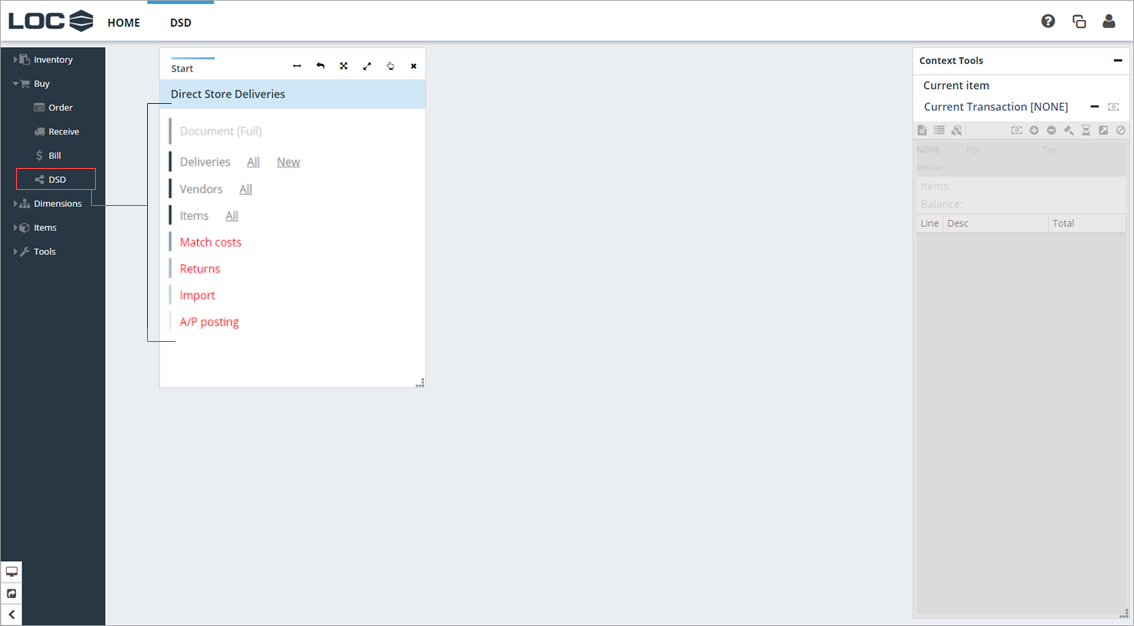 LOC
HOME
DSD
Inventory
Buy
Order
Receive
$ Bill
DSD
Dimensions
Items
Tools
Start
Direct Store Deliveries
Document (Full)
Deliveries All New
Vendors All
Items All
Match costs
Returns
Import
A/P posting
Context Tools
Current item
Current Transaction [NONE]
NONE PO: Trp:
Vendor:
Items:
Balance:
Line Desc Total